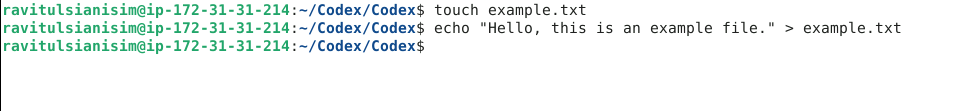 ravitulsianisim@ip-172-31-31-214:~/Codex/Codex$ touch example.txt
ravitulsianisim@ip-172-31-31-214:~/Codex/Codex$ echo "Hello, this is an example file." > example.txt
ravitulsianisim@ip-172-31-31-214:~/Codex/Codex$